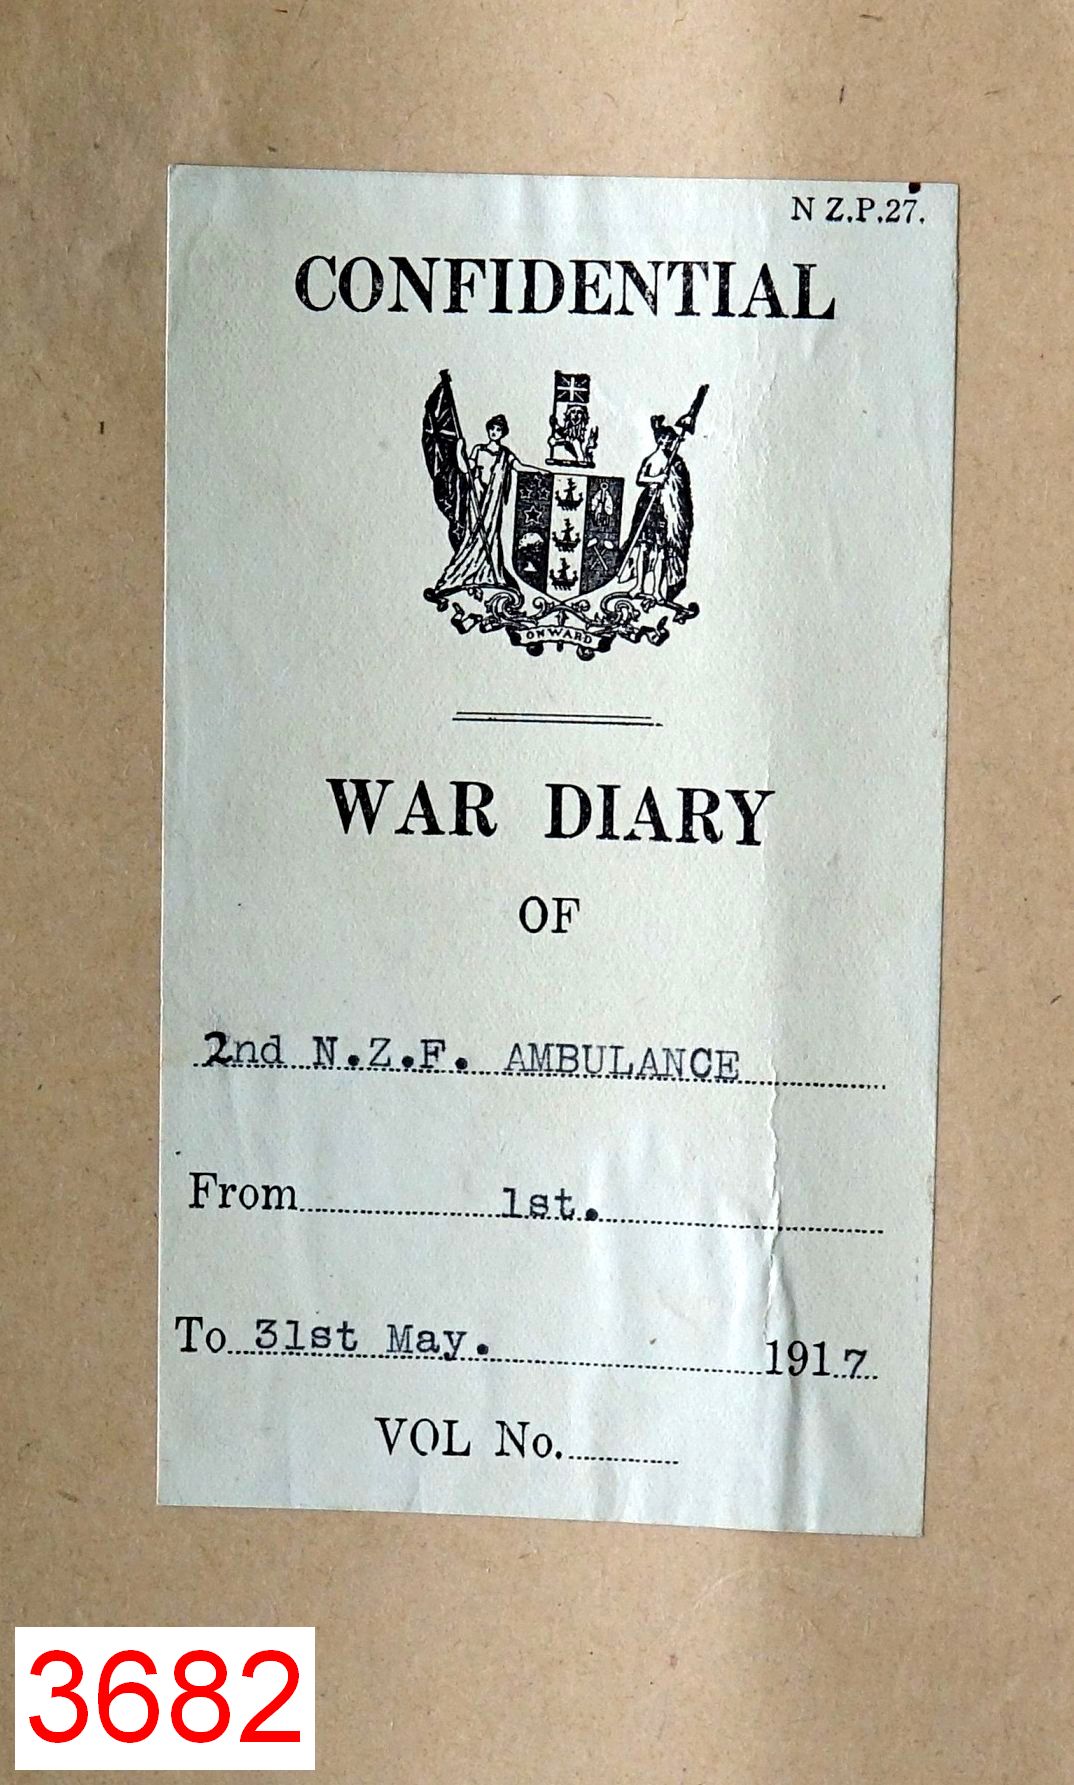 N Z.P.27.
CONFIDENTIAL
ONWARD
WAR DIARY
OF
2nd N.Z.F. AMBULANCE
From 1st.
To 31st May. 1917
VOL No.
3682